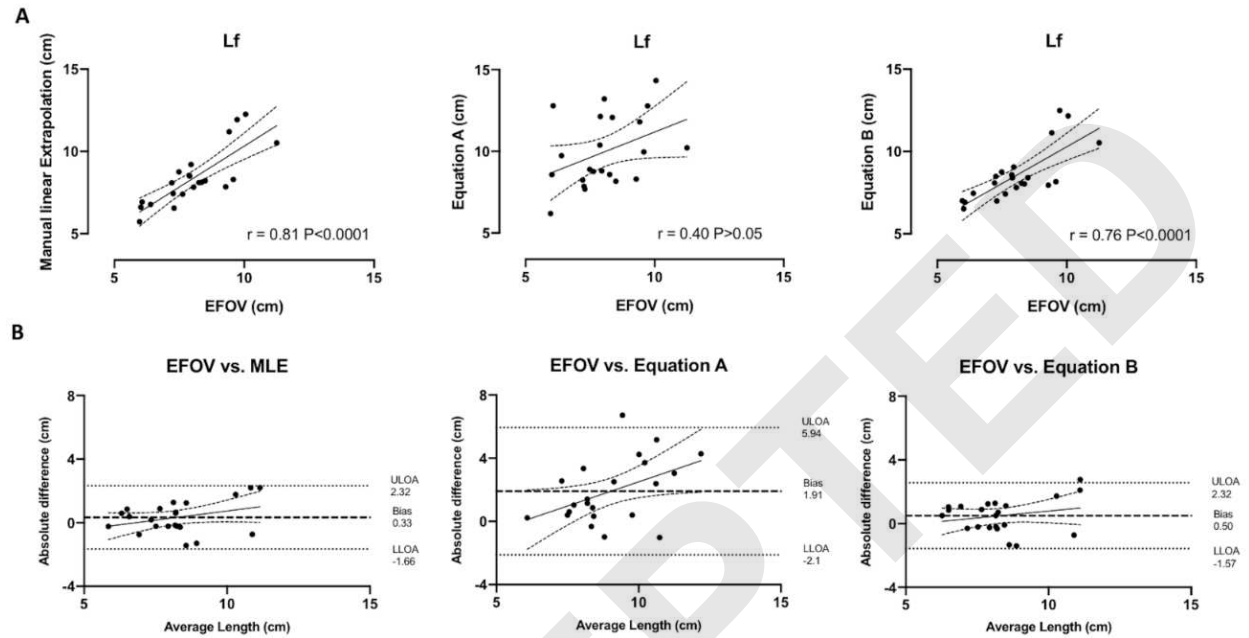 A
Lf
Manual linear Extrapolation (cm)
15
10
5
r = 0.81 P<0.0001
5
10
15
EFOV (cm)
Lf
Equation A (cm)
15
10
5
r = 0.40 P>0.05
5
10
15
EFOV (cm)
Lf
Equation B (cm)
15
10
5
r = 0.76 P<0.0001
5
10
15
EFOV (cm)
B
EFOV vs. MLE
Absolute difference (cm)
8
4
0
-4
ULOA
2.32
Bias
0.33
LLOA
-1.66
5
10
15
Average Length (cm)
EFOV vs. Equation A
Absolute difference (cm)
8
4
0
-4
ULOA
5.94
Bias
1.91
LLOA
-2.1
5
10
15
Average Length (cm)
EFOV vs. Equation B
Absolute difference (cm)
8
4
0
-4
ULOA
2.32
Bias
0.50
LLOA
-1.57
5
10
15
Average Length (cm)
TED